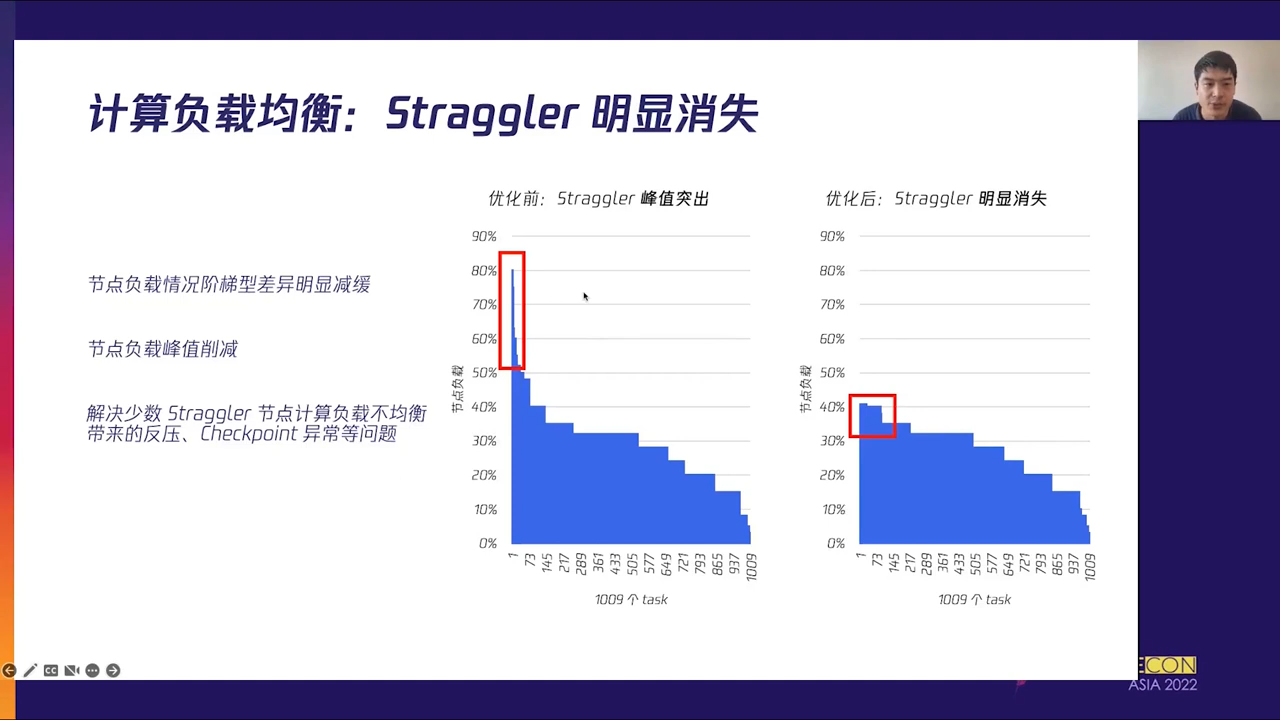 计算负载均衡：Straggler 明显消失
节点负载情况阶梯型差异明显减缓
节点负载峰值削减
解决少数 Straggler 节点计算负载不均衡
带来的反压、Checkpoint 异常等问题
优化前：Straggler 峰值突出
90%
80%
70%
60%
50%
40%
30%
20%
10%
0%
节点负载
1 73 145 217 289 361 433 505 577 649 721 793 865 937 1009
1009 个 task
优化后：Straggler 明显消失
90%
80%
70%
60%
50%
40%
30%
20%
10%
0%
节点负载
1 73 145 217 289 361 433 505 577 649 721 793 865 937 1009
1009 个 task
CC
ECON
ASIA 2022